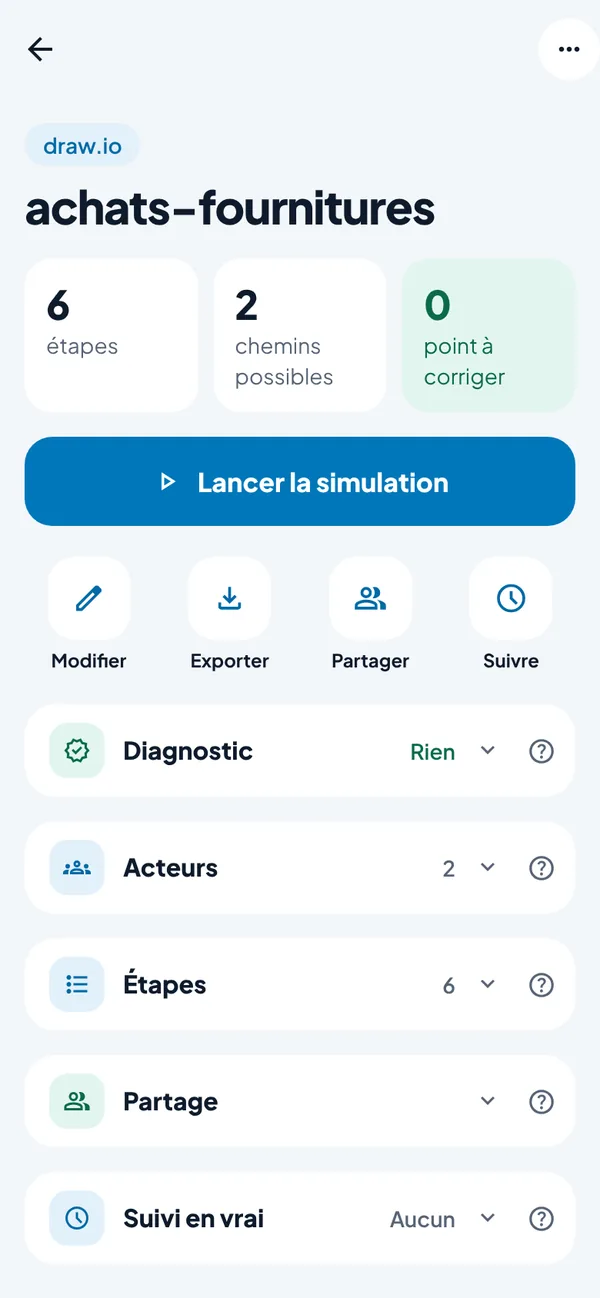 draw.io
achats-fournitures
6
étapes
2
chemins
possibles
0
point à
corriger
Lancer la simulation
Modifier
Exporter
Partager
Suivre
Diagnostic
Rien
Acteurs
2
Étapes
6
Partage
Suivi en vrai
Aucun